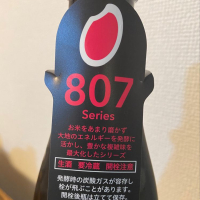 807
Series
お米をあまり磨かず
大地のエネルギーを発酵に
活かし、豊かな複雑味を
最大化したシリーズ
生酒 要冷蔵 開栓注意
発酵時の炭酸ガスが容存し
栓が飛ぶことがあります。
開栓後瓶は立てて保存。